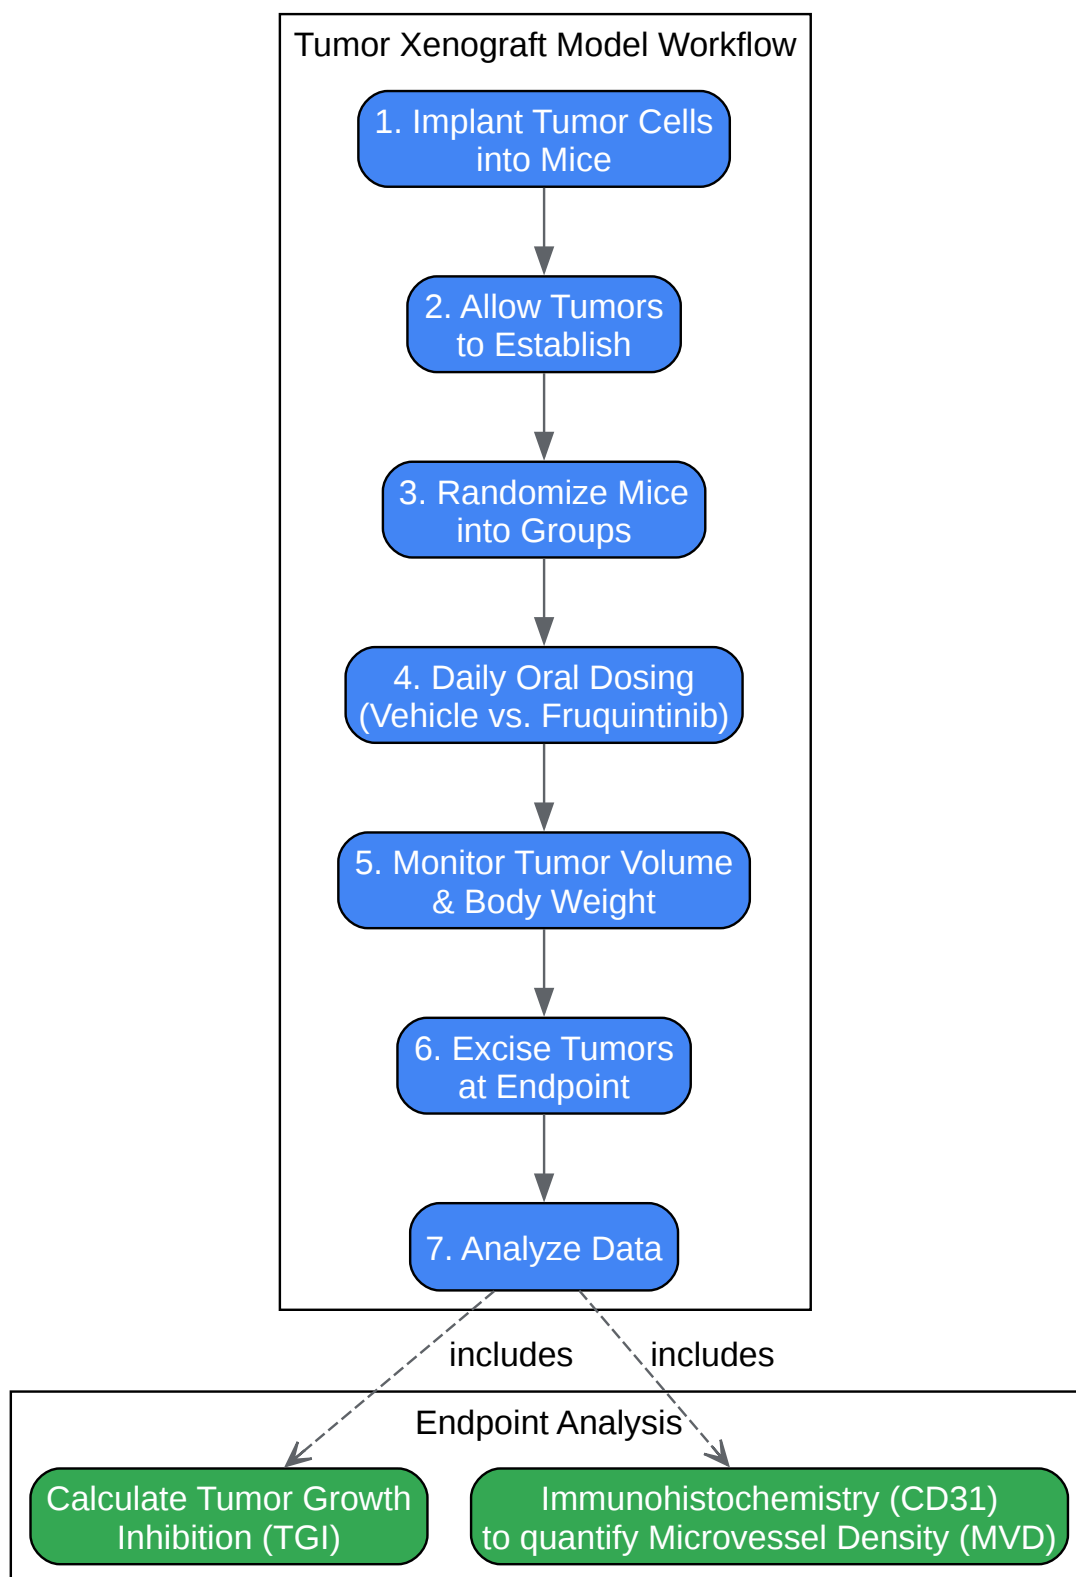 Tumor Xenograft Model Workflow
1. Implant Tumor Cells
into Mice
2. Allow Tumors
to Establish
3. Randomize Mice
into Groups
4. Daily Oral Dosing
(Vehicle vs. Fruquintinib)
5. Monitor Tumor Volume
& Body Weight
6. Excise Tumors
at Endpoint
7. Analyze Data
includes
includes
Endpoint Analysis
Calculate Tumor Growth
Inhibition (TGI)
Immunohistochemistry (CD31)
to quantify Microvessel Density (MVD)